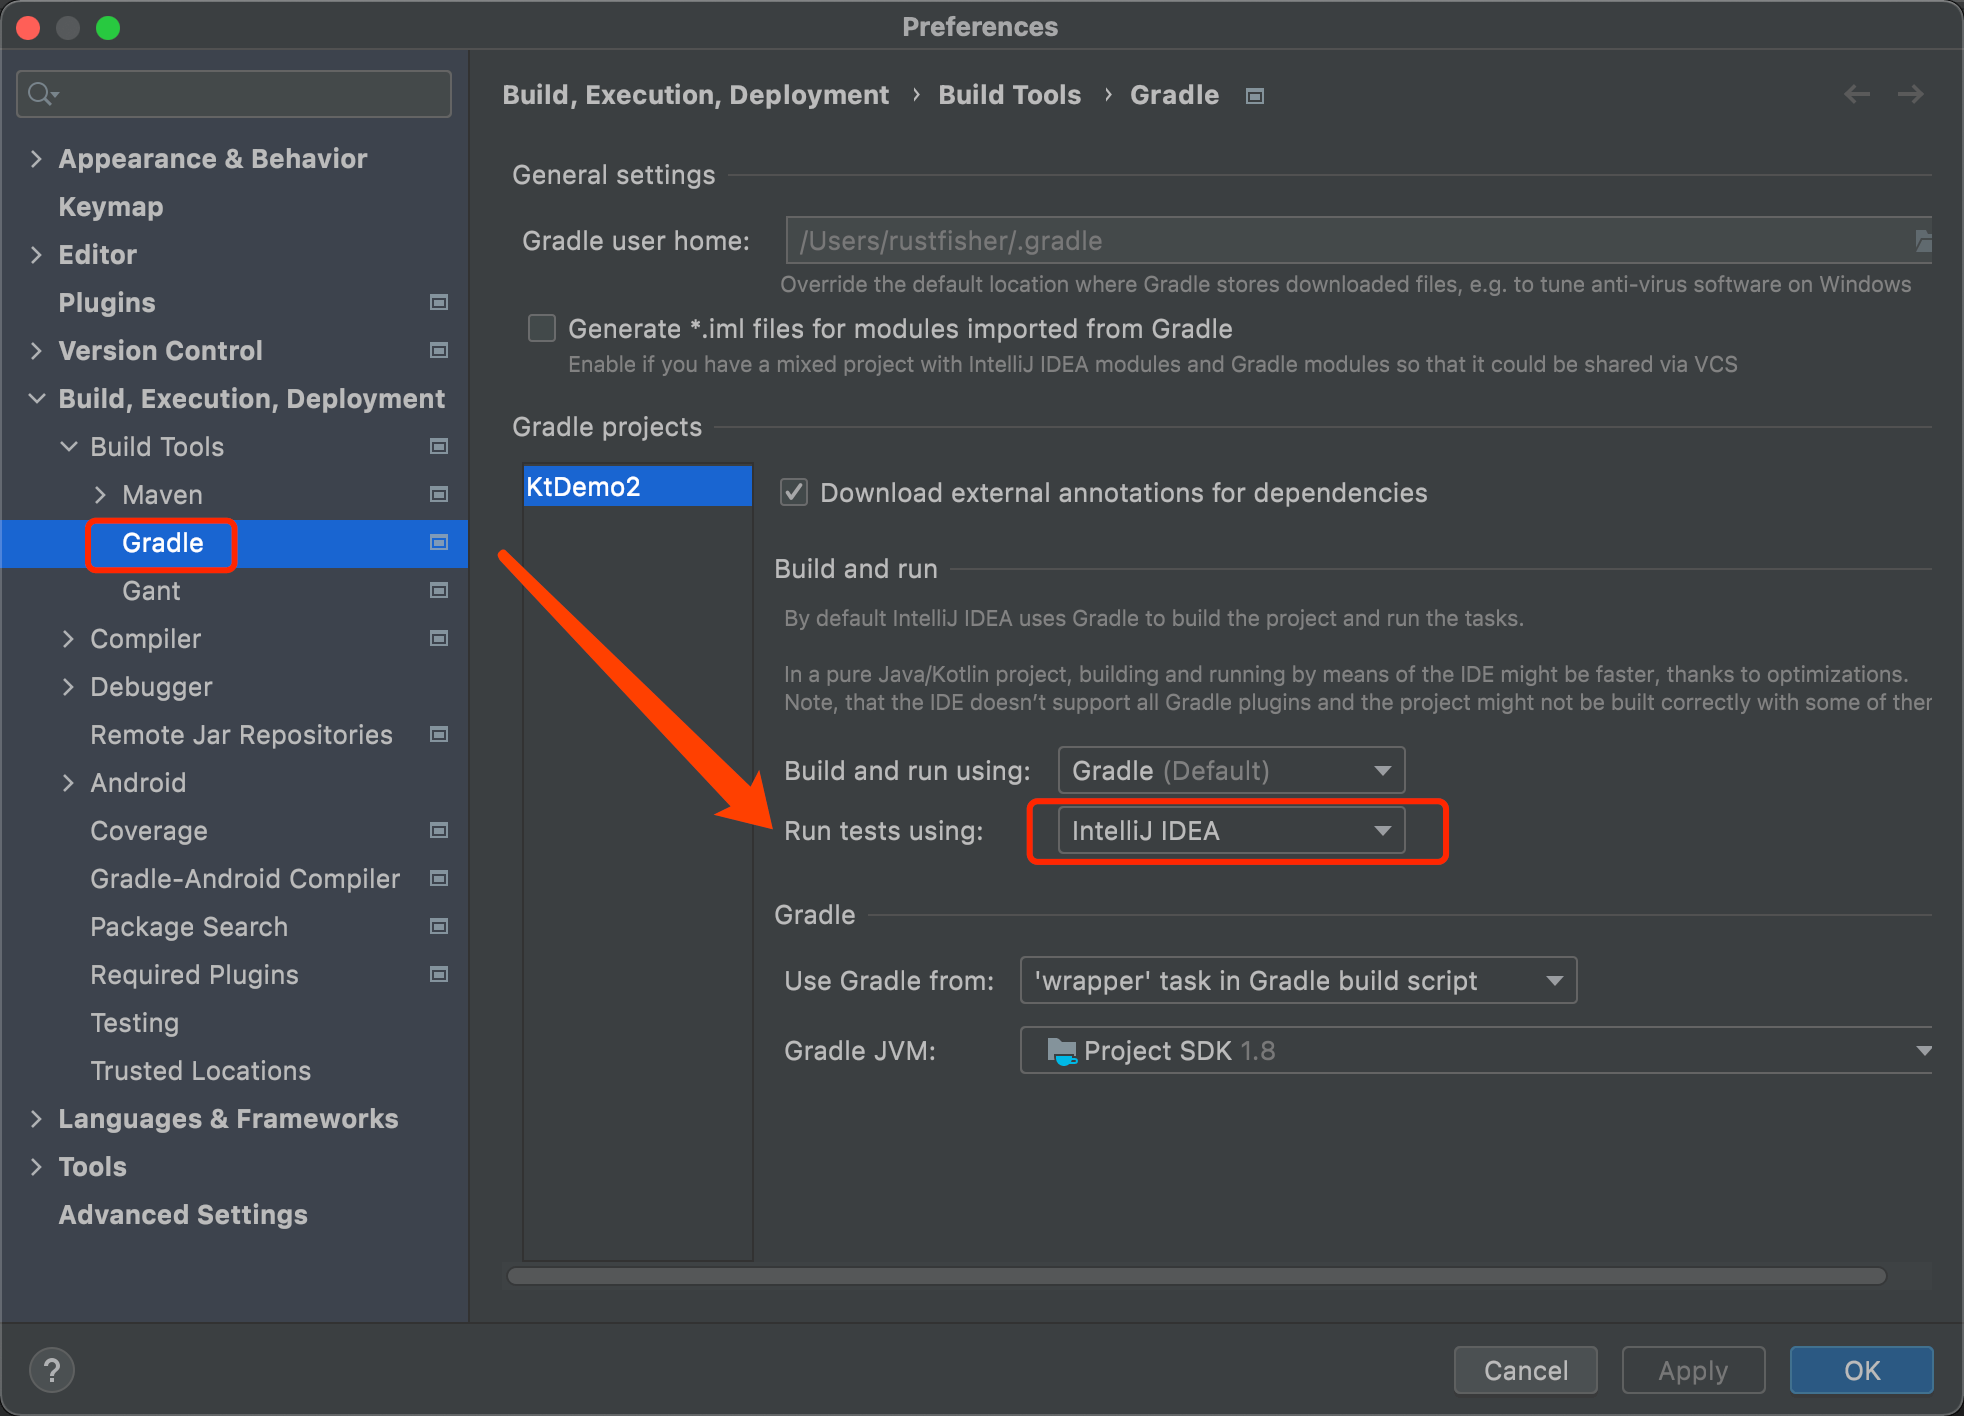 Preferences
Appearance & Behavior
Keymap
Editor
Plugins
Version Control
Build, Execution, Deployment
Build Tools
Maven
Gradle
Gant
Compiler
Debugger
Remote Jar Repositories
Android
Coverage
Gradle-Android Compiler
Package Search
Required Plugins
Testing
Trusted Locations
Languages & Frameworks
Tools
Advanced Settings
Build, Execution, Deployment › Build Tools › Gradle
General settings
Gradle user home: /Users/rustfisher/.gradle
Override the default location where Gradle stores downloaded files, e.g. to tune anti-virus software on Windows
Generate *.iml files for modules imported from Gradle
Enable if you have a mixed project with IntelliJ IDEA modules and Gradle modules so that it could be shared via VCS
Gradle projects
KtDemo2
Download external annotations for dependencies
Build and run
By default IntelliJ IDEA uses Gradle to build the project and run the tasks.
In a pure Java/Kotlin project, building and running by means of the IDE might be faster, thanks to optimizations.
Note, that the IDE doesn’t support all Gradle plugins and the project might not be built correctly with some of
Build and run using: Gradle (Default)
Run tests using: IntelliJ IDEA
Gradle
Use Gradle from: 'wrapper' task in Gradle build script
Gradle JVM: Project SDK 1.8
?
Cancel
Apply
OK